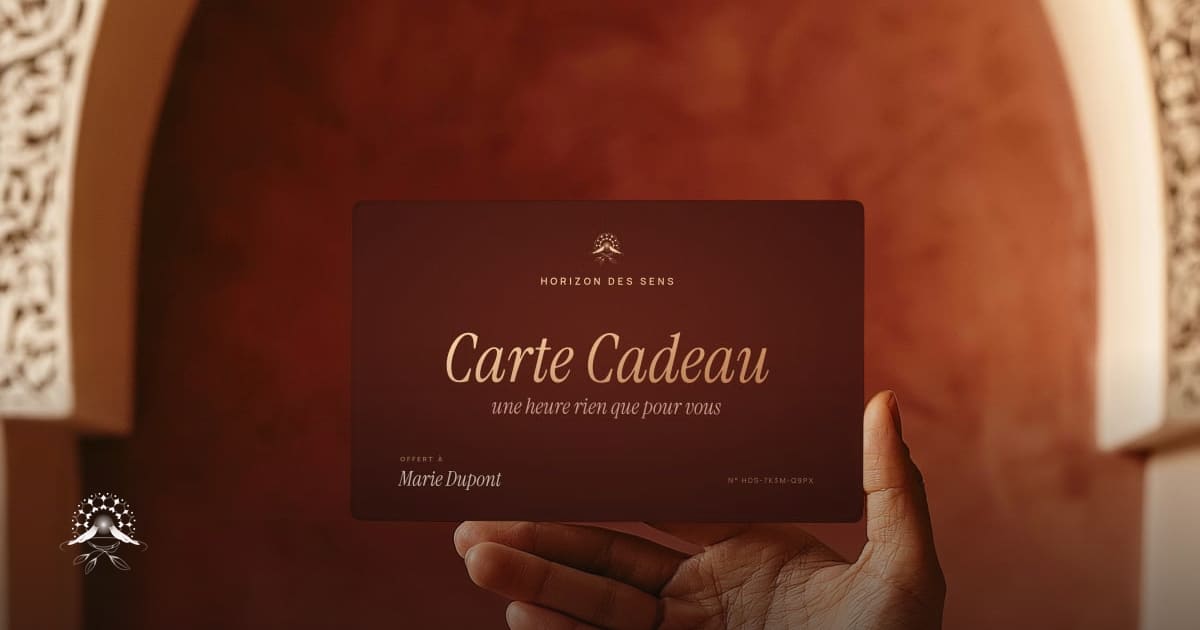 HORIZON DES SENS
Carte Cadeau
une heure rien que pour vous
OFFERT À
Marie Dupont
N° HDS-7K3M-Q9PX